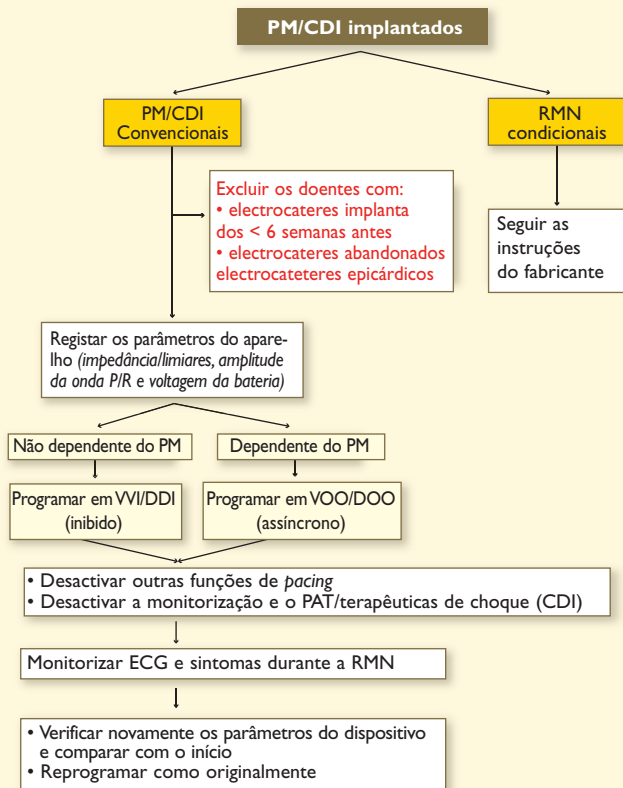 PM/CDI implantados
PM/CDI
Convencionais
RMN
condicionais
Excluir os doentes com:
• electrocateres implanta
dos < 6 semanas antes
• electrocateres abandonados
electrocateteres epicárdicos
Seguir as
instruções
do fabricante
Registar os parâmetros do apare-
lho (impedância/limiares, amplitude
da onda P/R e voltagem da bateria)
Não dependente do PM
Dependente do PM
Programar em VVI/DDI
(inibido)
Programar em VOO/DOO
(assíncrono)
• Desactivar outras funções de pacing
• Desactivar a monitorização e o PAT/terapêuticas de choque (CDI)
Monitorizar ECG e sintomas durante a RMN
• Verificar novamente os parâmetros do dispositivo
e comparar com o início
• Reprogramar como originalmente